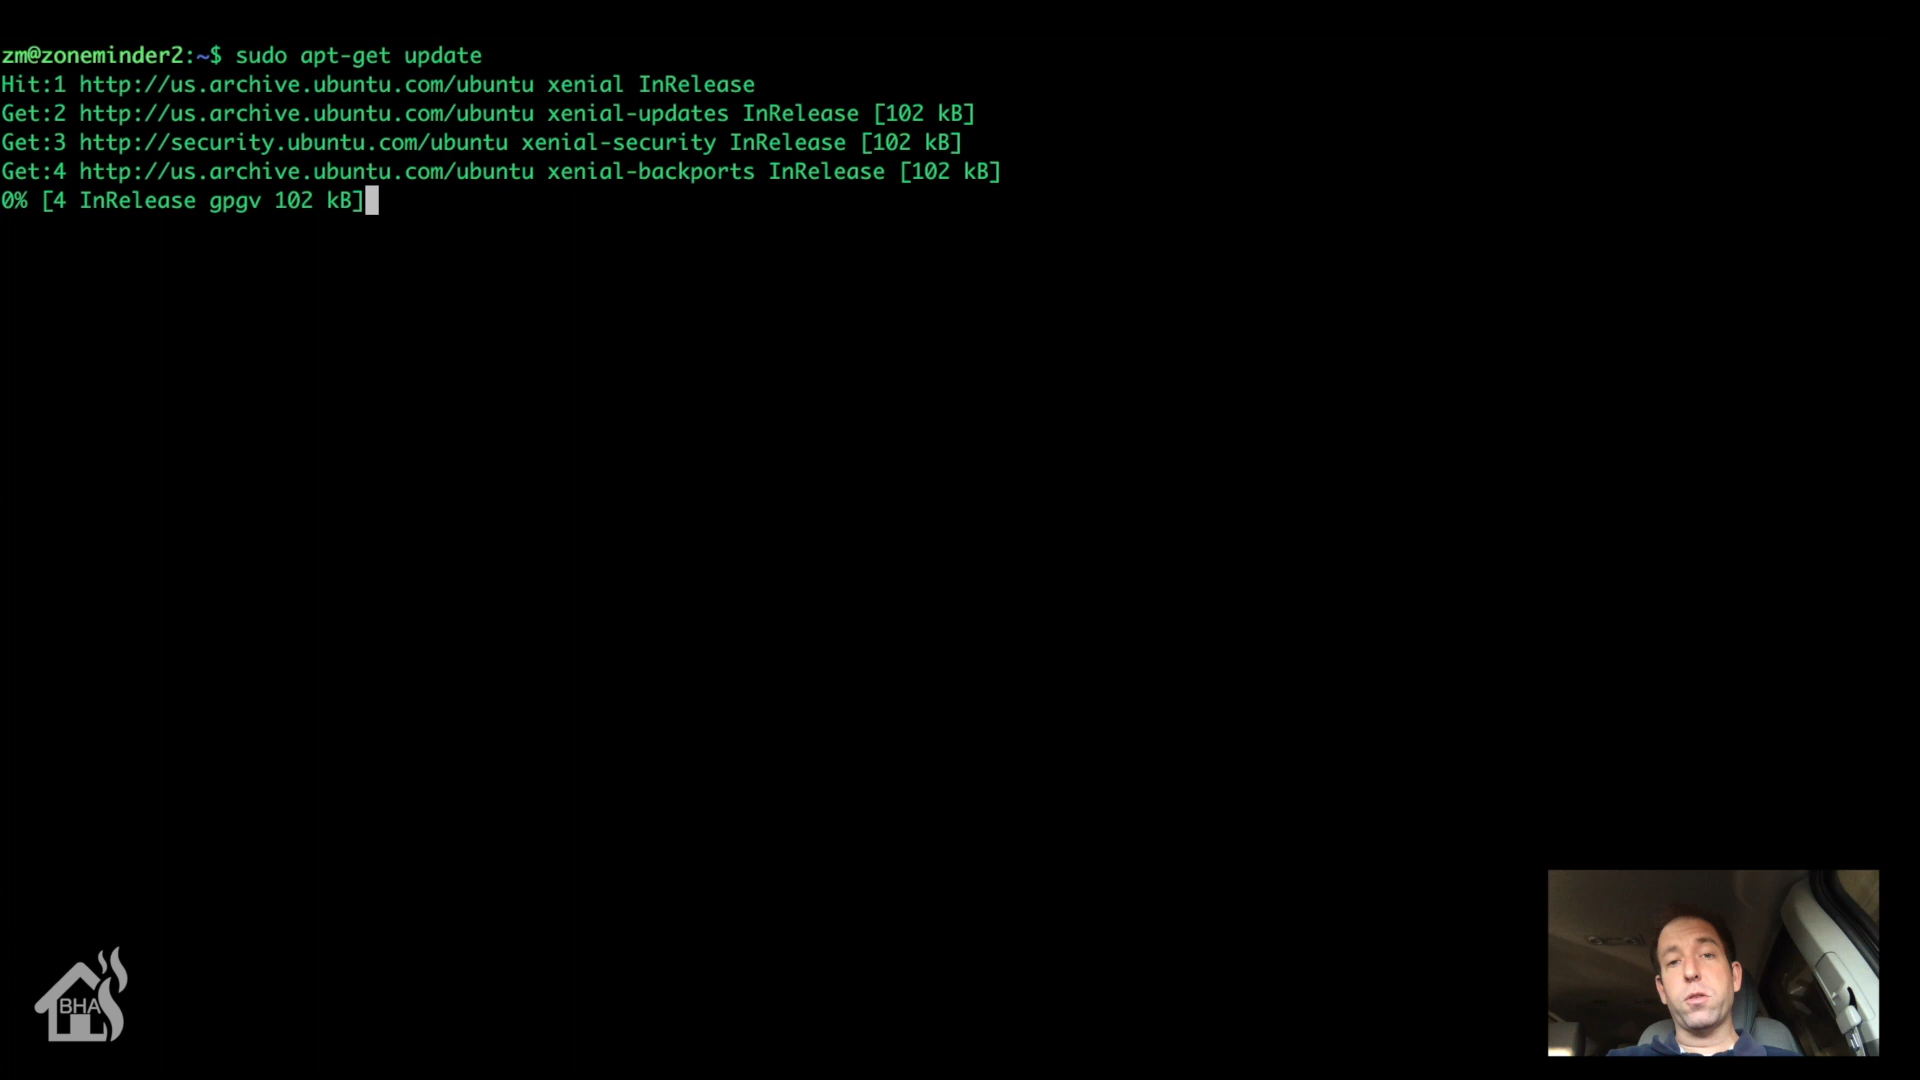 zm@zoneminder2:~$ sudo apt-get update
Hit:1 http://us.archive.ubuntu.com/ubuntu xenial InRelease
Get:2 http://us.archive.ubuntu.com/ubuntu xenial-updates InRelease [102 kB]
Get:3 http://security.ubuntu.com/ubuntu xenial-security InRelease [102 kB]
Get:4 http://us.archive.ubuntu.com/ubuntu xenial-backports InRelease [102 kB]
0% [4 InRelease gpgv 102 kB]
BHA